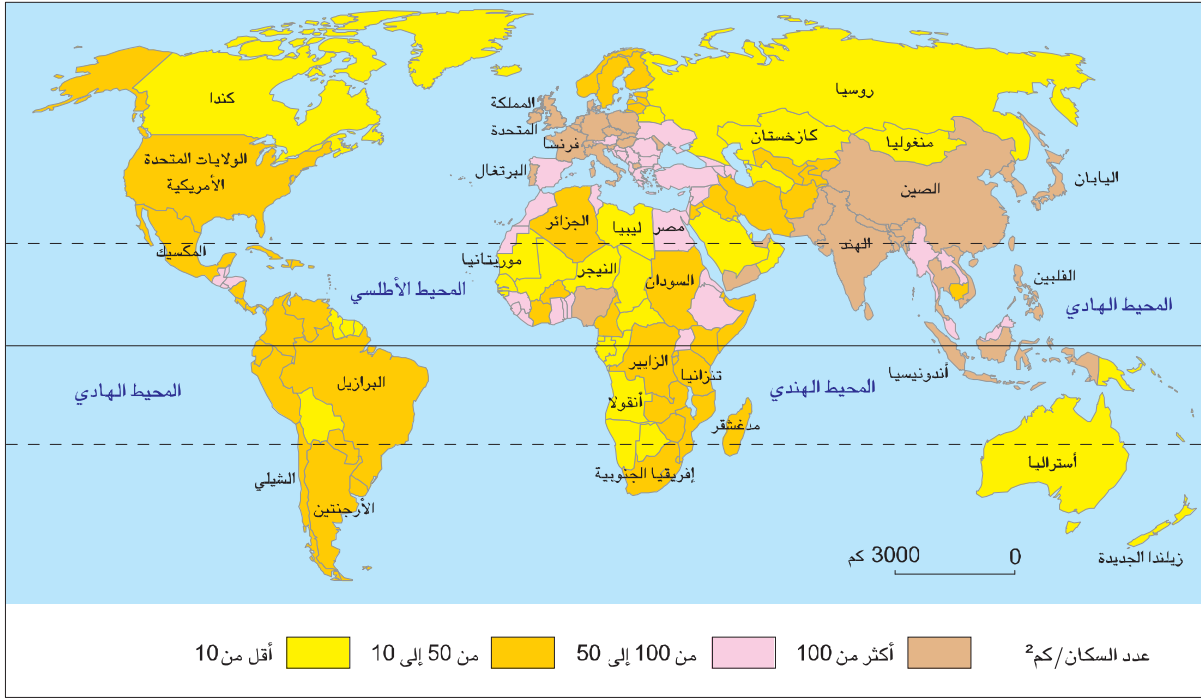 كندا
الولايات المتحدة
الأمريكية
المكسيك
المحيط الأطلسي
المحيط الهادي
البرازيل
الشيلي
الأرجنتين
المملكة
المتحدة
فرنسا
البرتغال
روسيا
كازخستان
منغوليا
الصين
اليابان
الهند
الفلبين
المحيط الهادي
الجزائر
ليبيا
مصر
موريتانيا
النيجر
السودان
الزايير
تنزانيا
أنڤولا
مدغشقر
إفريقيا الجنوبية
المحيط الهندي
أندونيسيا
أستراليا
زيلندا الجديدة
0 3000 كم
عدد السكان/كم²
أكثر من 100
من 100 إلى 50
من 50 إلى 10
أقل من 10